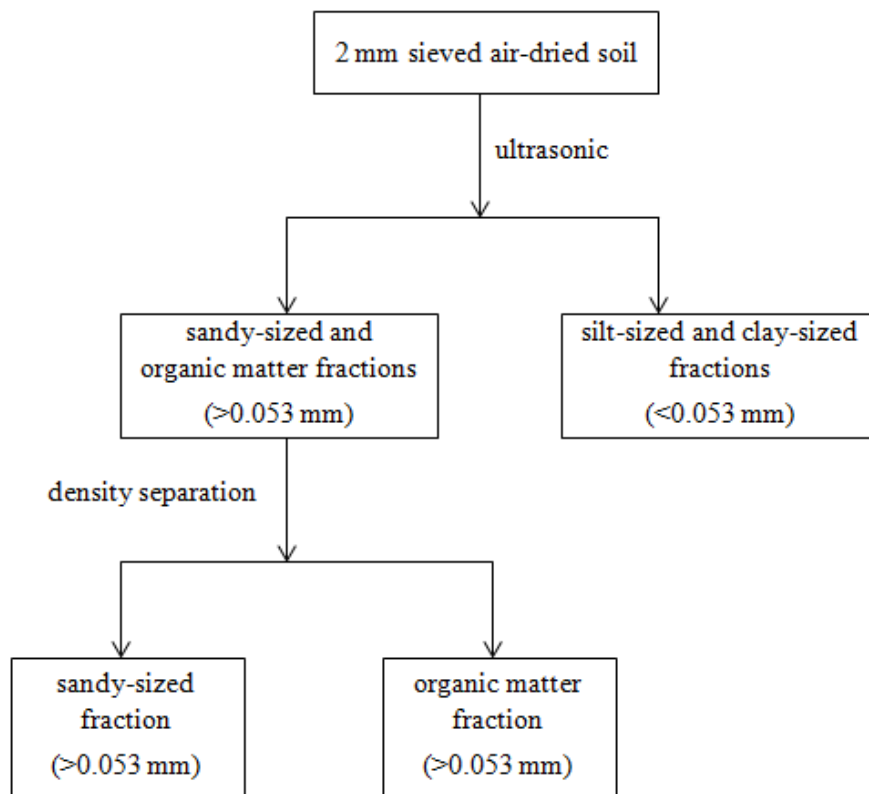 2 mm sieved air-dried soil
ultrasonic
sandy-sized and
organic matter fractions
(>0.053 mm)
silt-sized and clay-sized
fractions
(<0.053 mm)
density separation
sandy-sized
fraction
(>0.053 mm)
organic matter
fraction
(>0.053 mm)